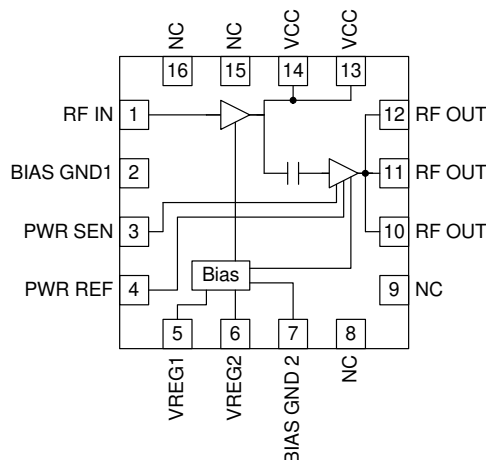 NC
NC
VCC
VCC
16
15
14
13
RF IN
1
12
RF OUT
BIAS GND1
2
11
RF OUT
PWR SEN
3
10
RF OUT
PWR REF
4
Bias
9
NC
5
6
7
8
VREG1
VREG2
BIAS GND 2
NC